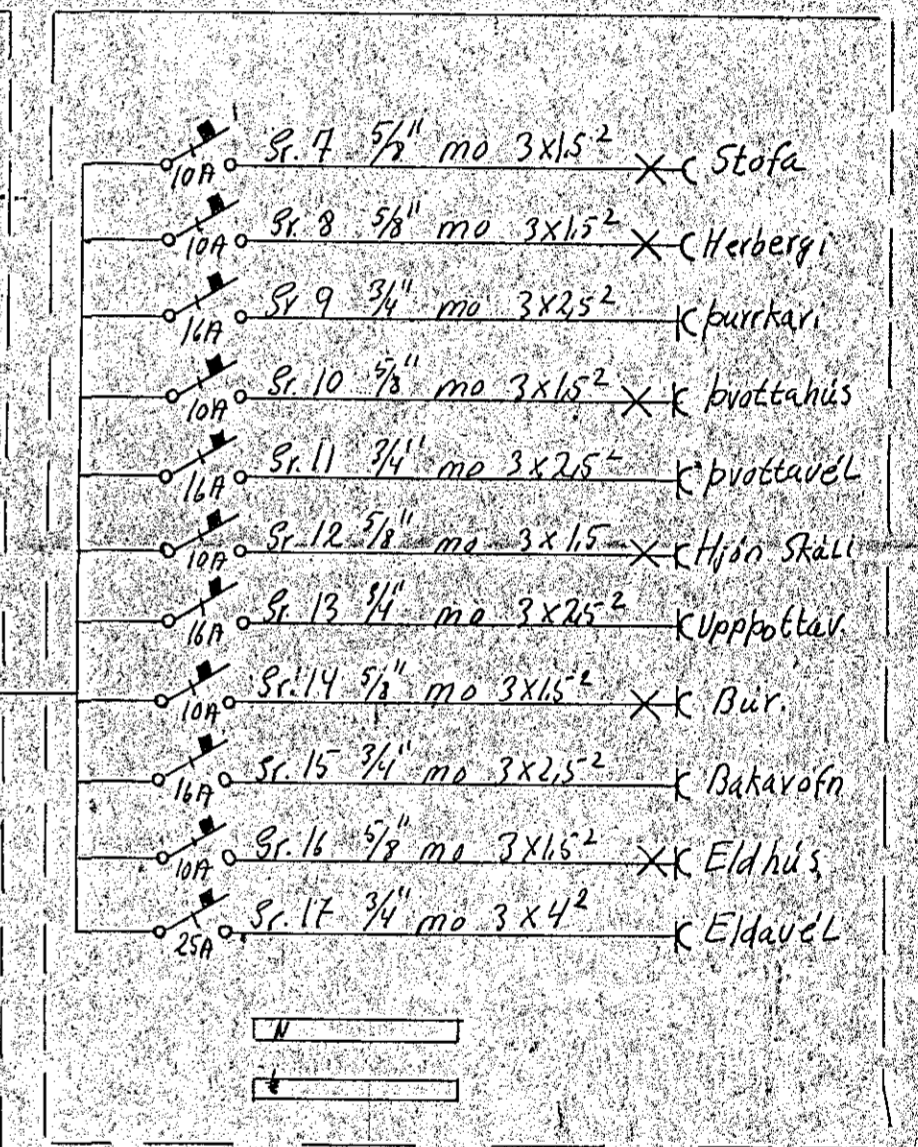 Gr. 7 5/8" mo 3x1,5² Stofa
10A
Gr. 8 5/8" mo 3x1,5² Herbergi
10A
Gr 9 3/4" mo 3x2,5² þurrkari
16A
Gr. 10 5/8" mo 3x1,5² þvottahús
10A
Gr. 11 3/4" mo 3x2,5² þvottavél
16A
Gr. 12 5/8" mo 3x1,5 Hjón Skáli
10A
Gr. 13 3/4" mo 3x2,5² Uppþottav.
16A
Gr. 14 5/8" mo 3x1,5² Búr.
10A
Gr. 15 3/4" mo 3x2,5² Bakavofn
16A
Gr. 16 5/8" mo 3x1,5² Eldhús
10A
Gr. 17 3/4" mo 3x4² Eldavél
25A
N